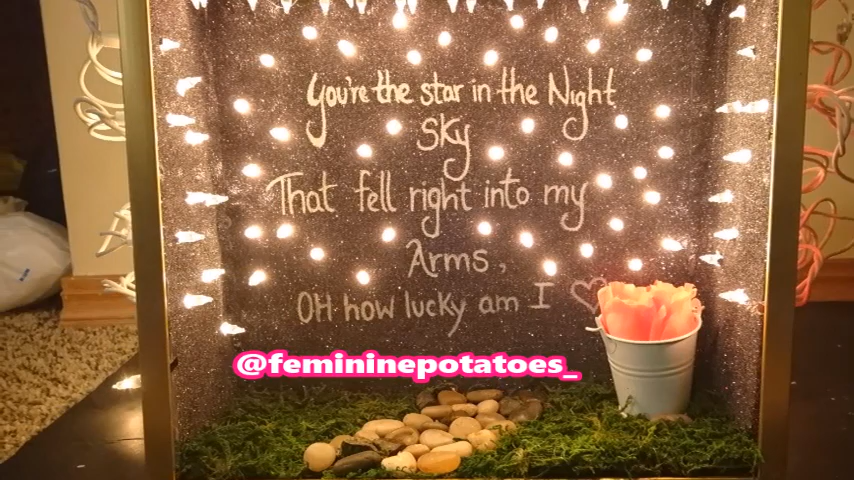 You're the star in the Night
Sky
That fell right into my
Arms,
OH how lucky am I
@femininepotatoes_